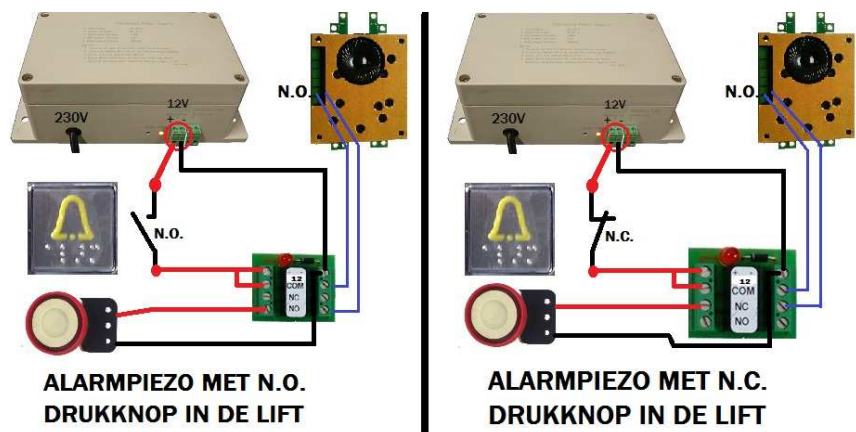 12V
+ -
230V
N.O.
N.O.
12
COM
NC
NO
ALARMPIEZO MET N.O.
DRUKKNOP IN DE LIFT
12V
+ -
230V
N.O.
N.C.
+ -
12
COM
NC
NO
ALARMPIEZO MET N.C.
DRUKKNOP IN DE LIFT